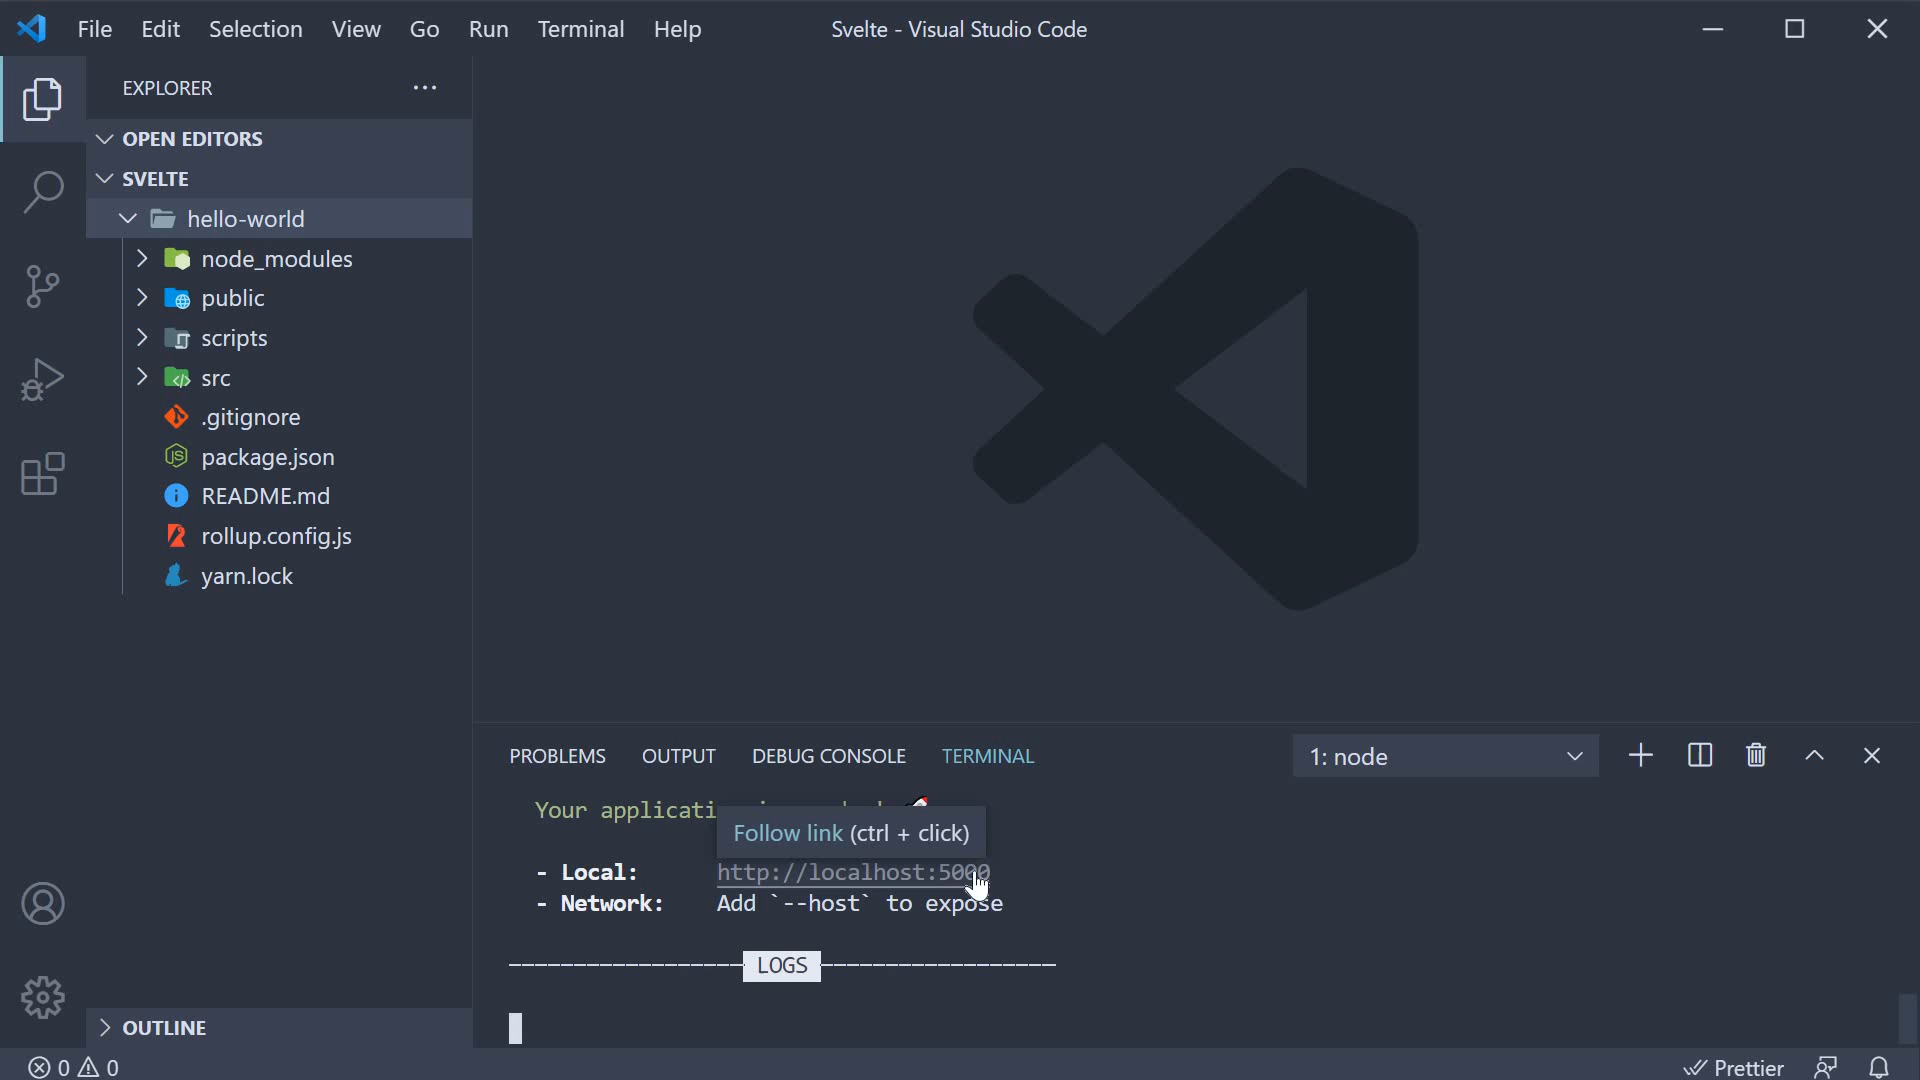 File Edit Selection View Go Run Terminal Help
Svelte - Visual Studio Code
EXPLORER
OPEN EDITORS
SVELTE
hello-world
node_modules
public
scripts
src
.gitignore
package.json
README.md
rollup.config.js
yarn.lock
OUTLINE
PROBLEMS OUTPUT DEBUG CONSOLE TERMINAL
1: node
Your applicati
Follow link (ctrl + click)
- Local: http://localhost:5000
- Network: Add `--host` to expose
LOGS
0 0
Prettier